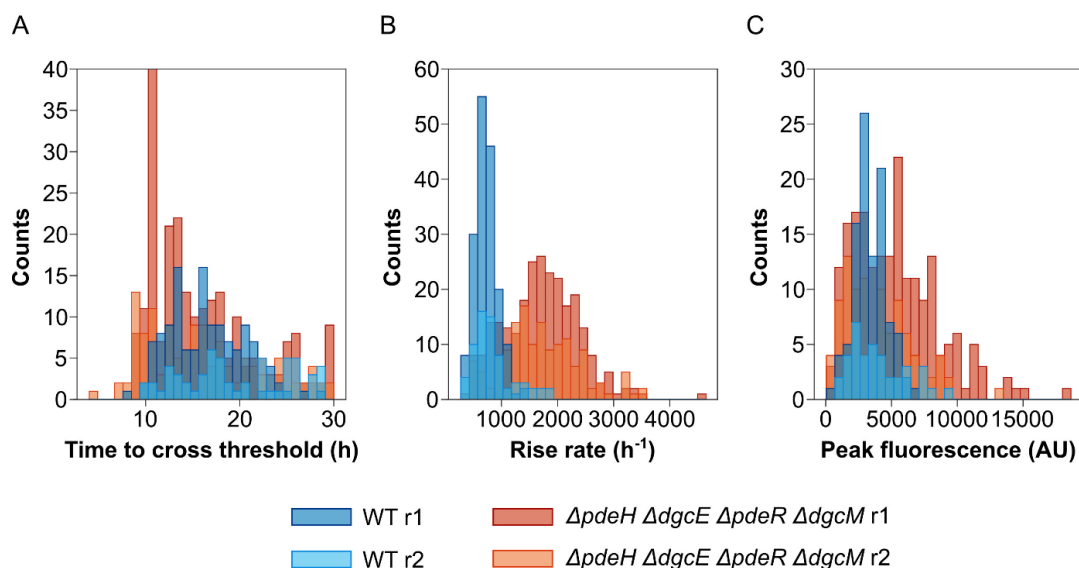 A
B
C
40
35
30
25
20
15
10
5
0
Counts
10
20
30
Time to cross threshold (h)
60
50
40
30
20
10
0
Counts
1000
2000
3000
4000
Rise rate (h⁻¹)
30
25
20
15
10
5
0
Counts
0
5000
10000
15000
Peak fluorescence (AU)
WT r1
ΔpdeH ΔdgcE ΔpdeR ΔdgcM r1
WT r2
ΔpdeH ΔdgcE ΔpdeR ΔdgcM r2